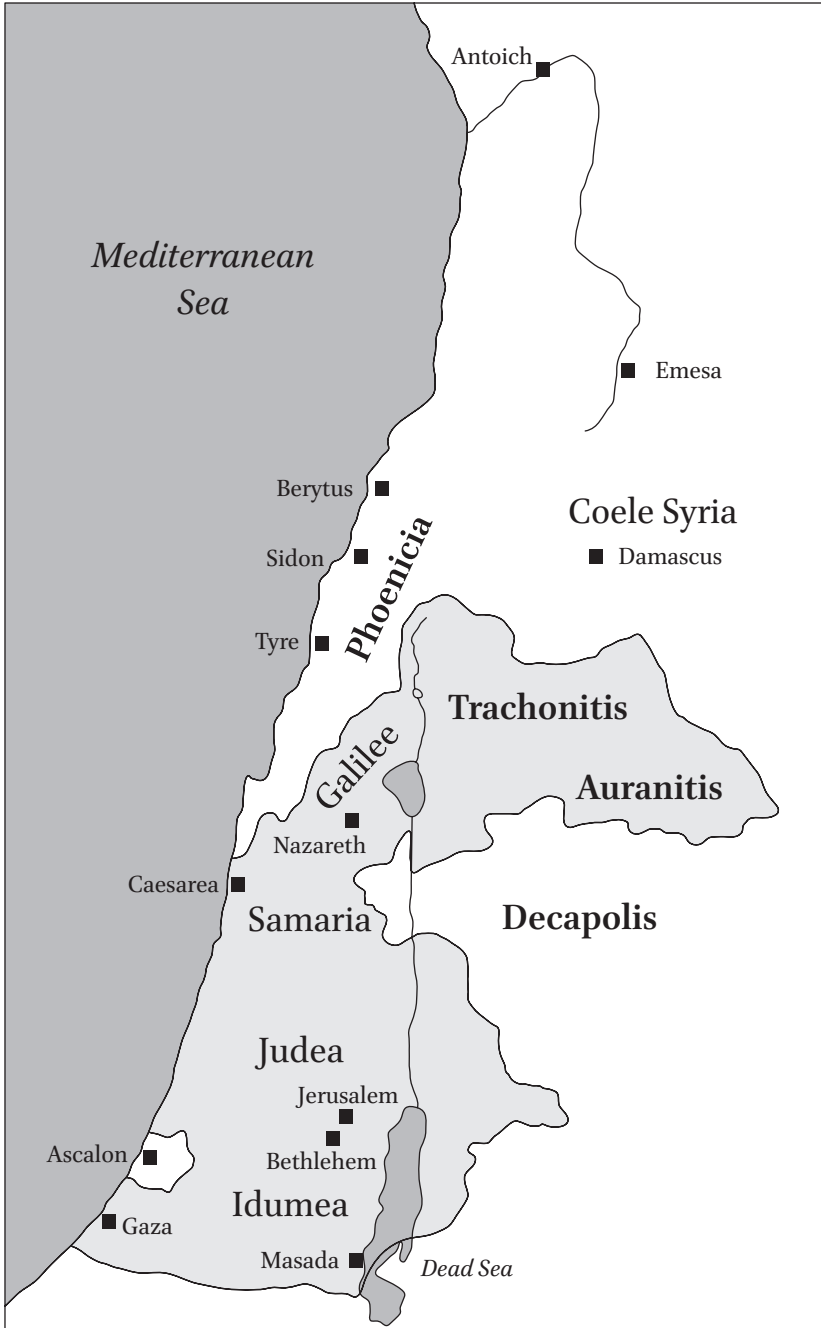 Antoich
Mediterranean
Sea
Emesa
Berytus
Coele Syria
Sidon
Damascus
Phoenicia
Tyre
Trachonitis
Galilee
Auranitis
Nazareth
Caesarea
Samaria
Decapolis
Judea
Jerusalem
Ascalon
Bethlehem
Idumea
Gaza
Masada
Dead Sea